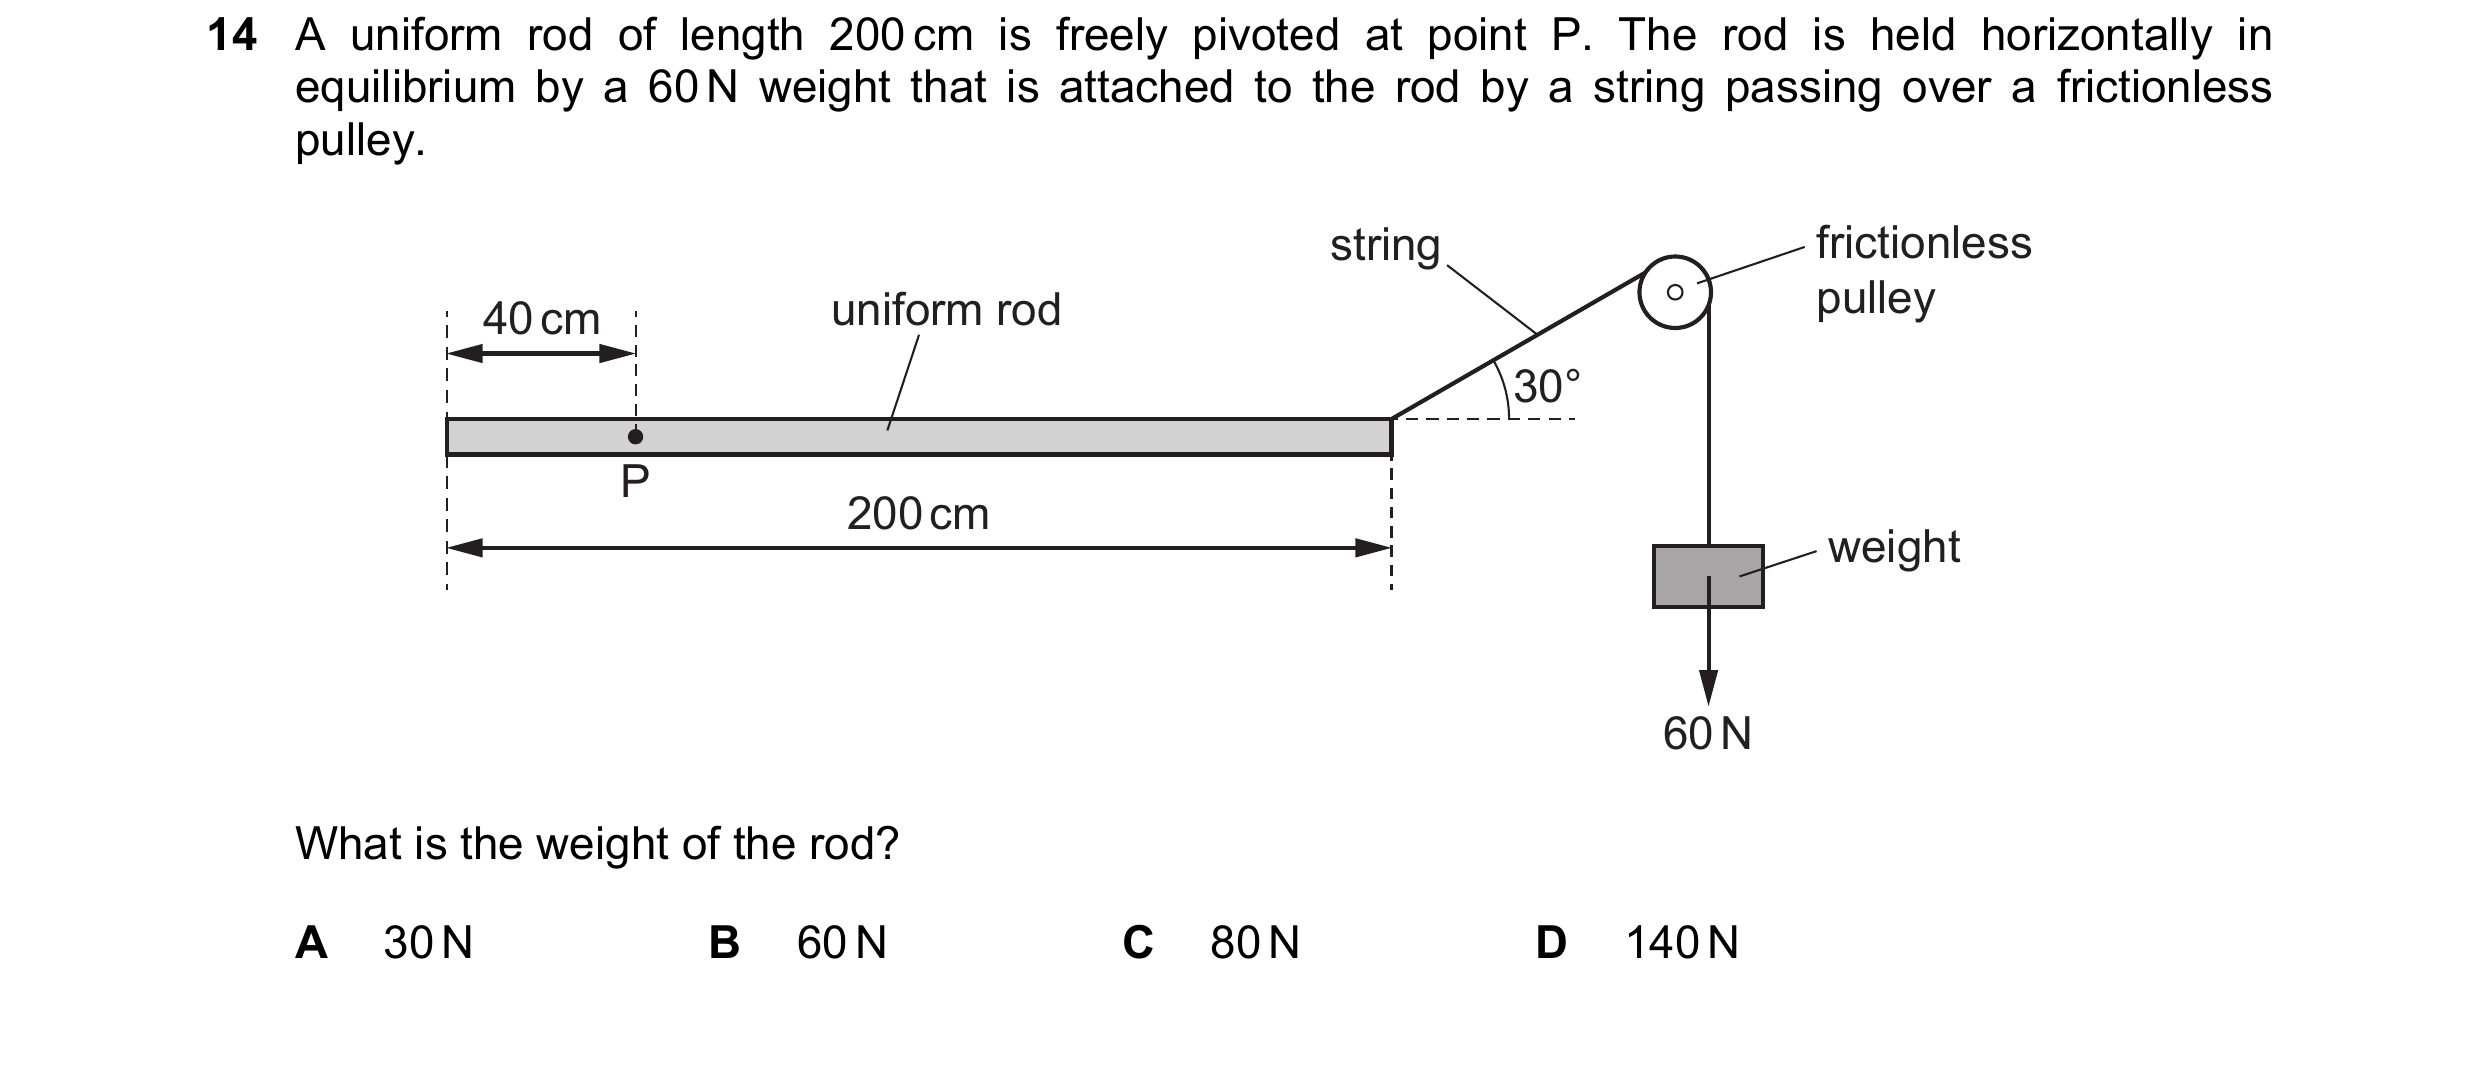 14 A uniform rod of length 200 cm is freely pivoted at point P. The rod is held horizontally in
equilibrium by a 60 N weight that is attached to the rod by a string passing over a frictionless
pulley.
string
frictionless
pulley
40 cm
uniform rod
30°
P
200 cm
weight
60 N
What is the weight of the rod?
A 30 N B 60 N C 80 N D 140 N